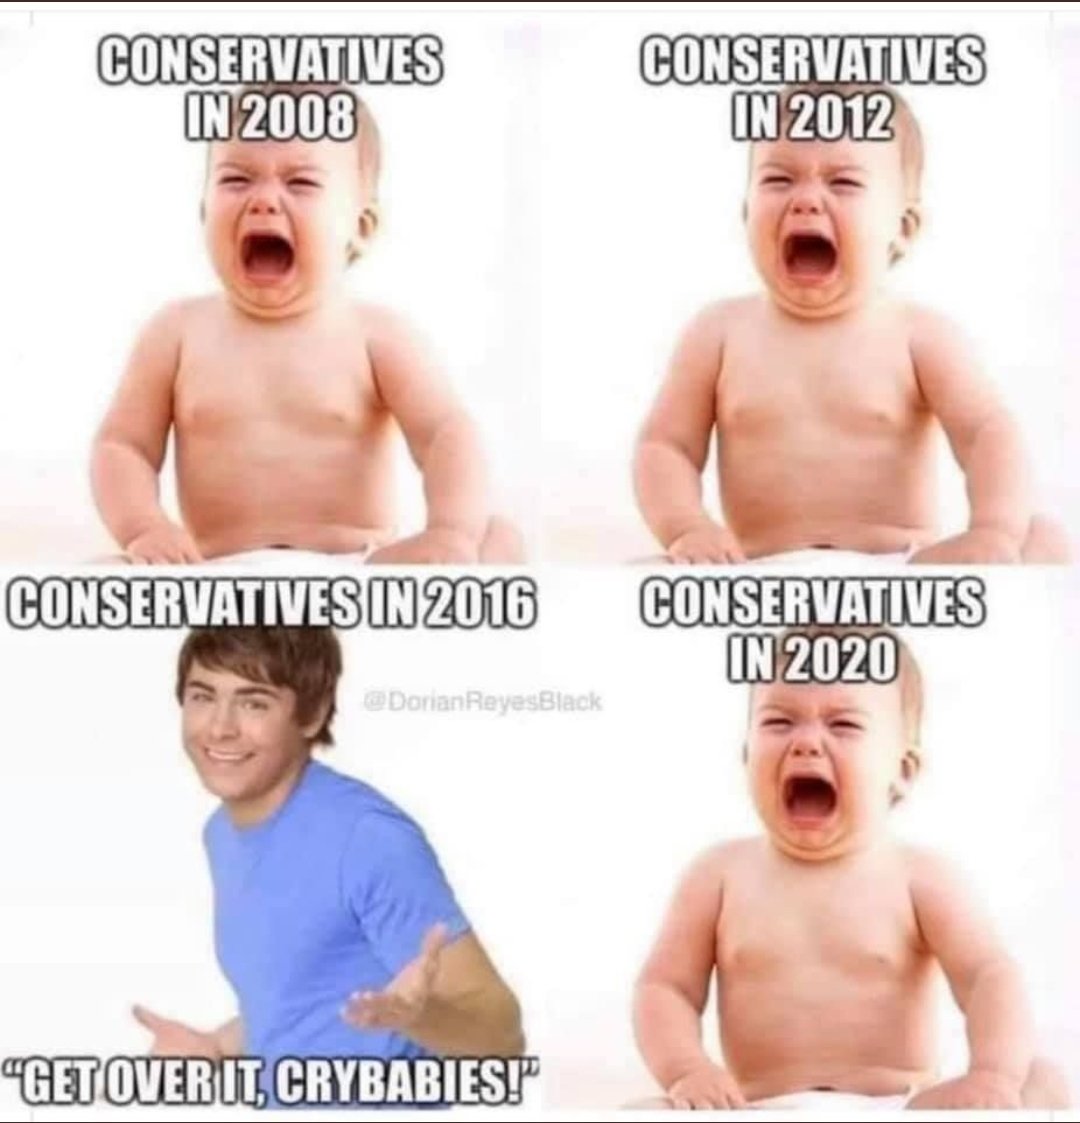 CONSERVATIVES
IN 2008
CONSERVATIVES
IN 2012
CONSERVATIVES IN 2016
@DorianReyesBlack
"GET OVER IT, CRYBABIES!"
CONSERVATIVES
IN 2020